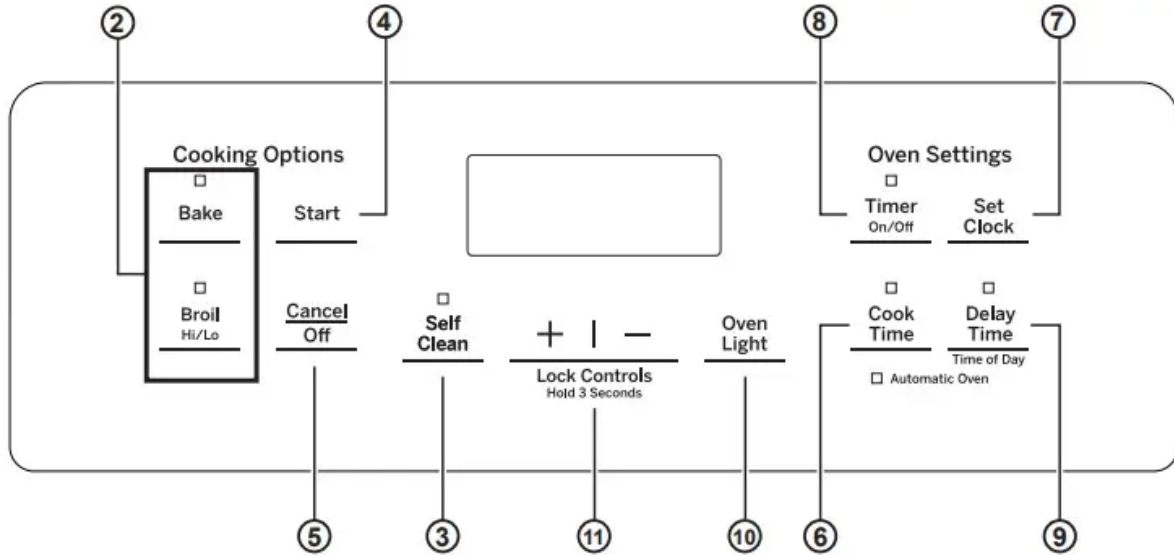 2
4
8
7
Cooking Options
Oven Settings
Bake
Start
Timer
On/Off
Set
Clock
Broil
Hi/Lo
Cancel
Off
Self
Clean
+ | −
Lock Controls
Hold 3 Seconds
Oven
Light
Cook
Time
Delay
Time
Time of Day
Automatic Oven
5
3
11
10
6
9